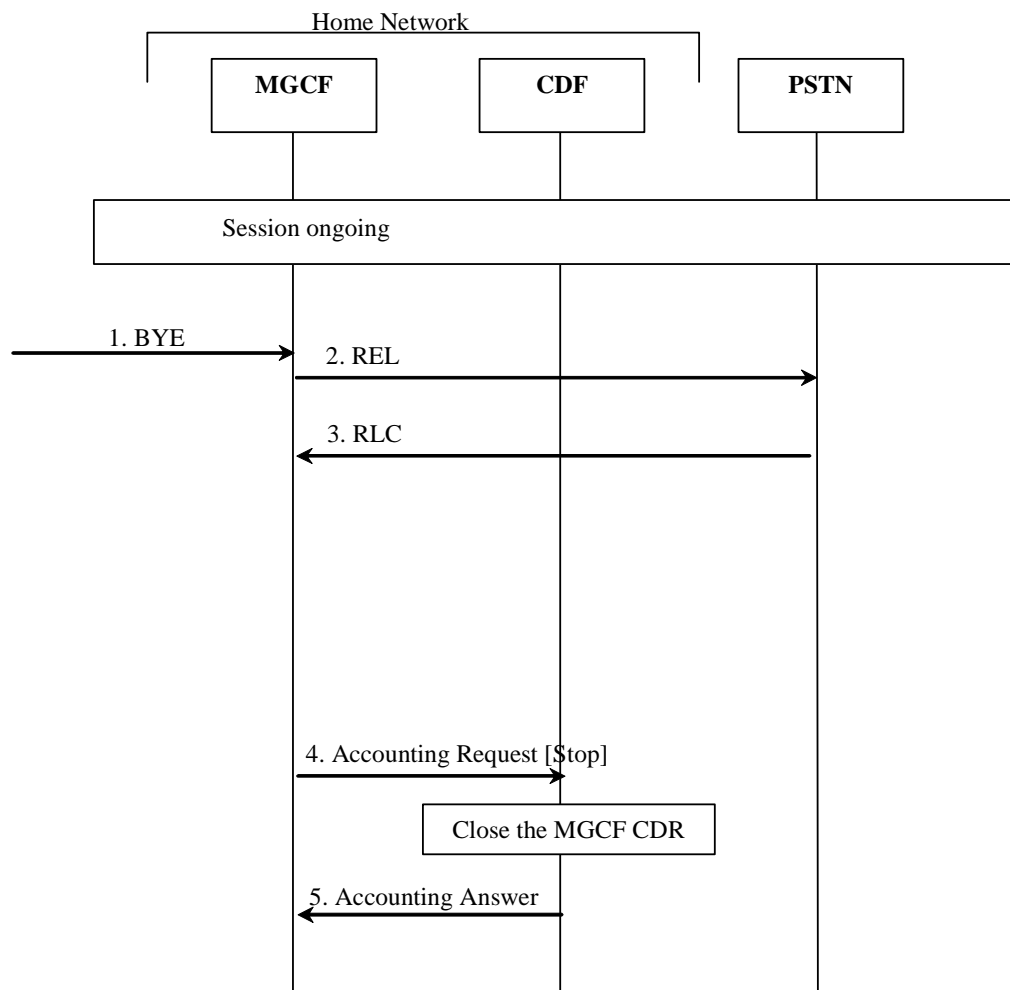 Home Network
MGCF
CDF
PSTN
Session ongoing
1. BYE
2. REL
3. RLC
4. Accounting Request [Stop]
Close the MGCF CDR
5. Accounting Answer